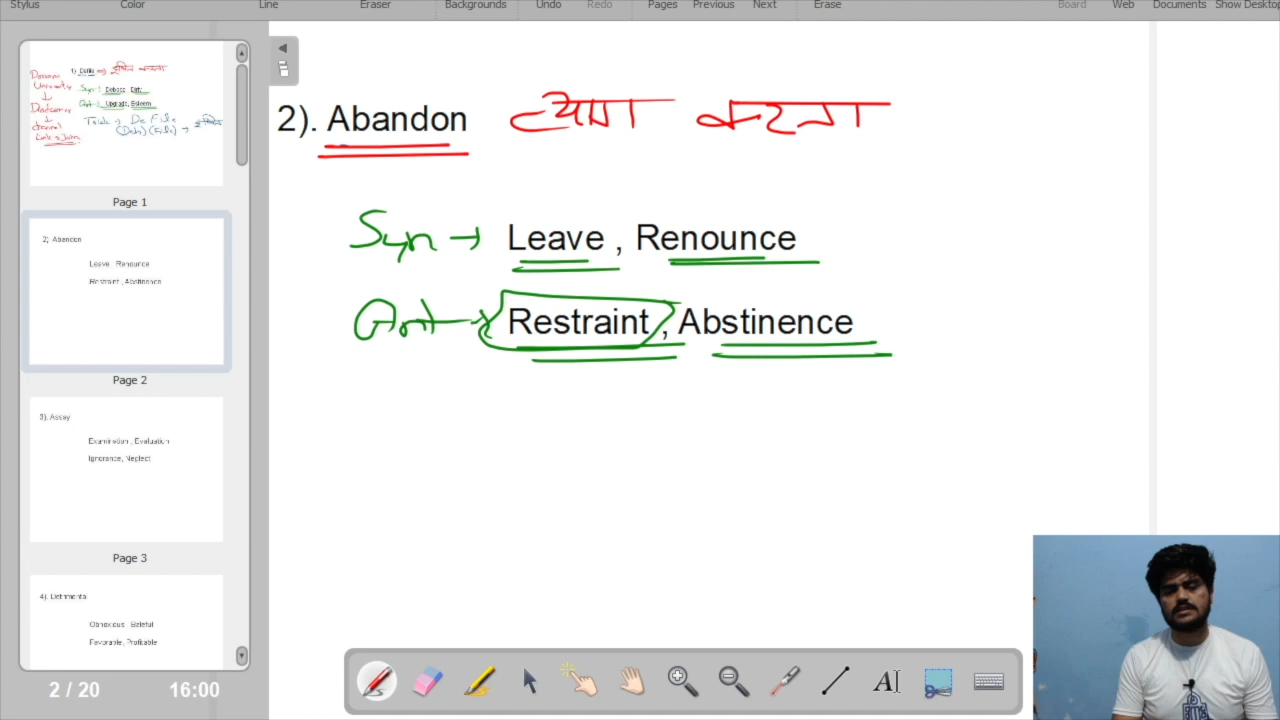 Stylus Color Line Eraser Backgrounds Undo Redo Pages Previous Next Erase Board Web Documents Show Desktop
2). Abandon त्याग करना
Syn → Leave , Renounce
Ant → Restraint , Abstinence
Page 1
2) Abandon
Leave Renounce
Restraint , Abstinence
Page 2
3). Assay
Examination , Evaluation
Ignorance, Neglect
Page 3
4). Detrimental
Obnoxious Baleful
Favorable, Profitable
2 / 20 16:00